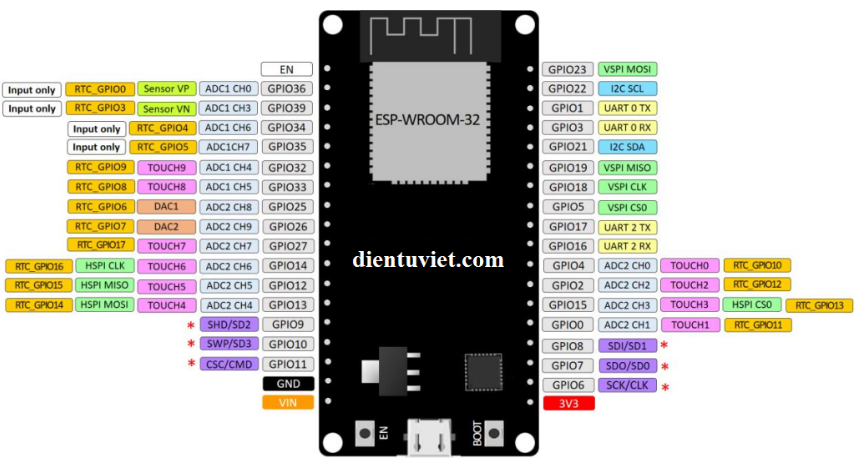 EN GPIO23 VSPI MOSI
Input only RTC_GPIO0 Sensor VP ADC1 CH0 GPIO36 GPIO22 I2C SCL
Input only RTC_GPIO3 Sensor VN ADC1 CH3 GPIO39 GPIO1 UART 0 TX
Input only RTC_GPIO4 ADC1 CH6 GPIO34 ESP-WROOM-32 GPIO3 UART 0 RX
Input only RTC_GPIO5 ADC1CH7 GPIO35 GPIO21 I2C SDA
RTC_GPIO9 TOUCH9 ADC1 CH4 GPIO32 GPIO19 VSPI MISO
RTC_GPIO8 TOUCH8 ADC1 CH5 GPIO33 GPIO18 VSPI CLK
RTC_GPIO6 DAC1 ADC2 CH8 GPIO25 GPIO5 VSPI CS0
RTC_GPIO7 DAC2 ADC2 CH9 GPIO26 GPIO17 UART 2 TX
RTC_GPIO17 TOUCH7 ADC2 CH7 GPIO27 GPIO16 UART 2 RX
RTC_GPIO16 HSPI CLK TOUCH6 ADC2 CH6 GPIO14 dientuviet.com GPIO4 ADC2 CH0 TOUCH0 RTC_GPIO10
RTC_GPIO15 HSPI MISO TOUCH5 ADC2 CH5 GPIO12 GPIO2 ADC2 CH2 TOUCH2 RTC_GPIO12
RTC_GPIO14 HSPI MOSI TOUCH4 ADC2 CH4 GPIO13 GPIO15 ADC2 CH3 TOUCH3 HSPI CS0 RTC_GPIO13
* SHD/SD2 GPIO9 GPIO0 ADC2 CH1 TOUCH1 RTC_GPIO11
* SWP/SD3 GPIO10 GPIO8 SDI/SD1 *
* CSC/CMD GPIO11 GPIO7 SDO/SD0 *
GND GPIO6 SCK/CLK *
VIN 3V3
EN BOOT